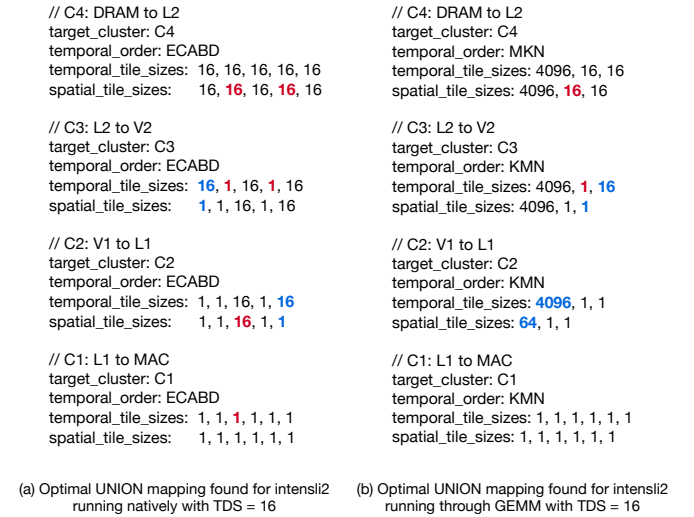 // C4: DRAM to L2
target_cluster: C4
temporal_order: ECABD
temporal_tile_sizes: 16, 16, 16, 16, 16
spatial_tile_sizes: 16, 16, 16, 16, 16
// C3: L2 to V2
target_cluster: C3
temporal_order: ECABD
temporal_tile_sizes: 16, 1, 16, 1, 16
spatial_tile_sizes: 1, 1, 16, 1, 16
// C2: V1 to L1
target_cluster: C2
temporal_order: ECABD
temporal_tile_sizes: 1, 1, 16, 1, 16
spatial_tile_sizes: 1, 1, 16, 1, 1
// C1: L1 to MAC
target_cluster: C1
temporal_order: ECABD
temporal_tile_sizes: 1, 1, 1, 1, 1, 1
spatial_tile_sizes: 1, 1, 1, 1, 1, 1
(a) Optimal UNION mapping found for intensli2
running natively with TDS = 16
// C4: DRAM to L2
target_cluster: C4
temporal_order: MKN
temporal_tile_sizes: 4096, 16, 16
spatial_tile_sizes: 4096, 16, 16
// C3: L2 to V2
target_cluster: C3
temporal_order: KMN
temporal_tile_sizes: 4096, 1, 16
spatial_tile_sizes: 4096, 1, 1
// C2: V1 to L1
target_cluster: C2
temporal_order: KMN
temporal_tile_sizes: 4096, 1, 1
spatial_tile_sizes: 64, 1, 1
// C1: L1 to MAC
target_cluster: C1
temporal_order: KMN
temporal_tile_sizes: 1, 1, 1, 1, 1, 1
spatial_tile_sizes: 1, 1, 1, 1, 1, 1
(b) Optimal UNION mapping found for intensli2
running through GEMM with TDS = 16